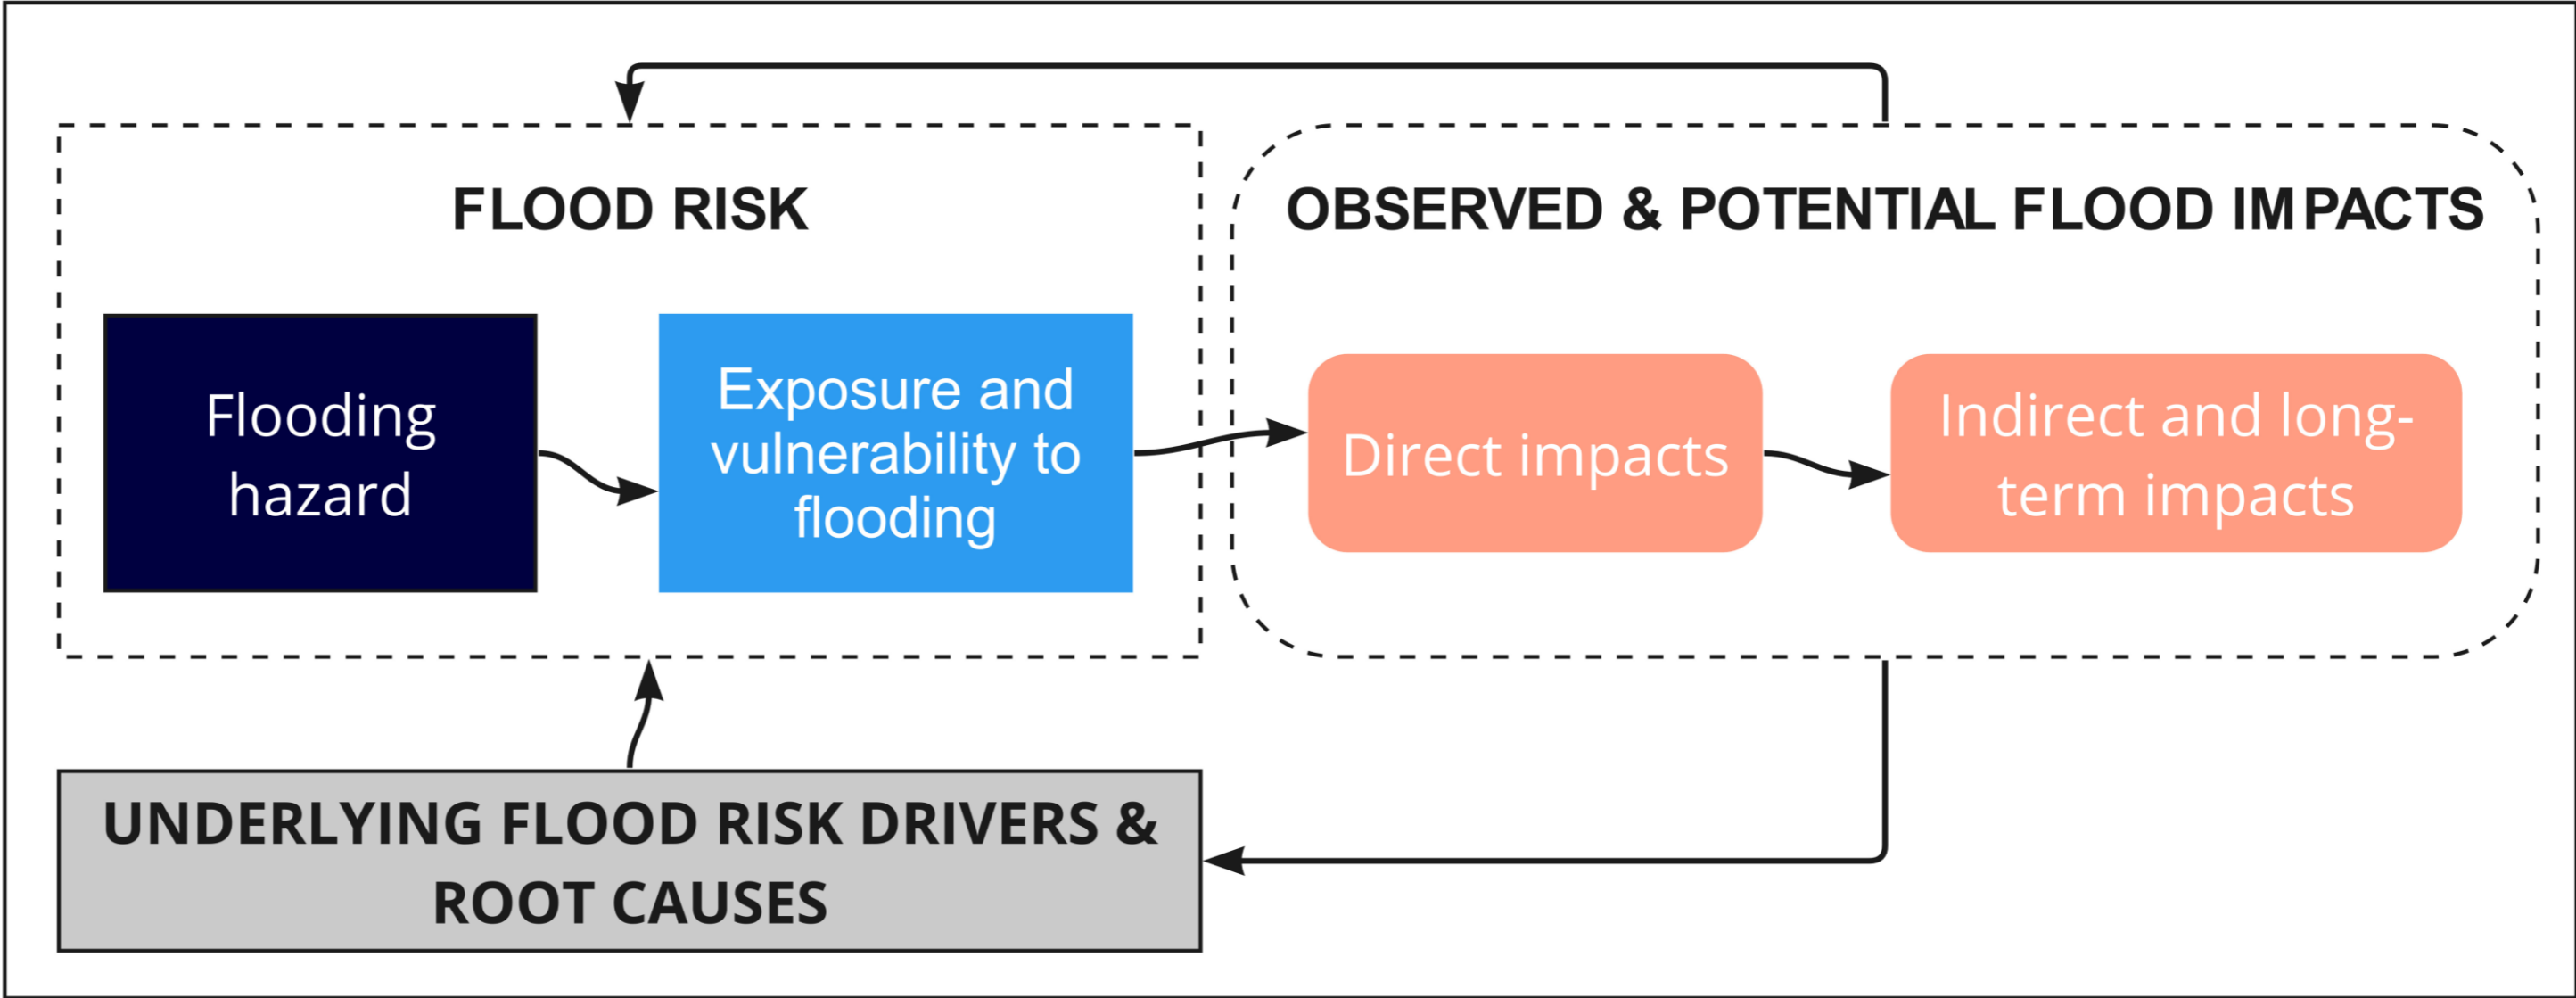 FLOOD RISK
OBSERVED & POTENTIAL FLOOD IMPACTS
Flooding
hazard
Exposure and
vulnerability to
flooding
Direct impacts
Indirect and long-
term impacts
UNDERLYING FLOOD RISK DRIVERS &
ROOT CAUSES